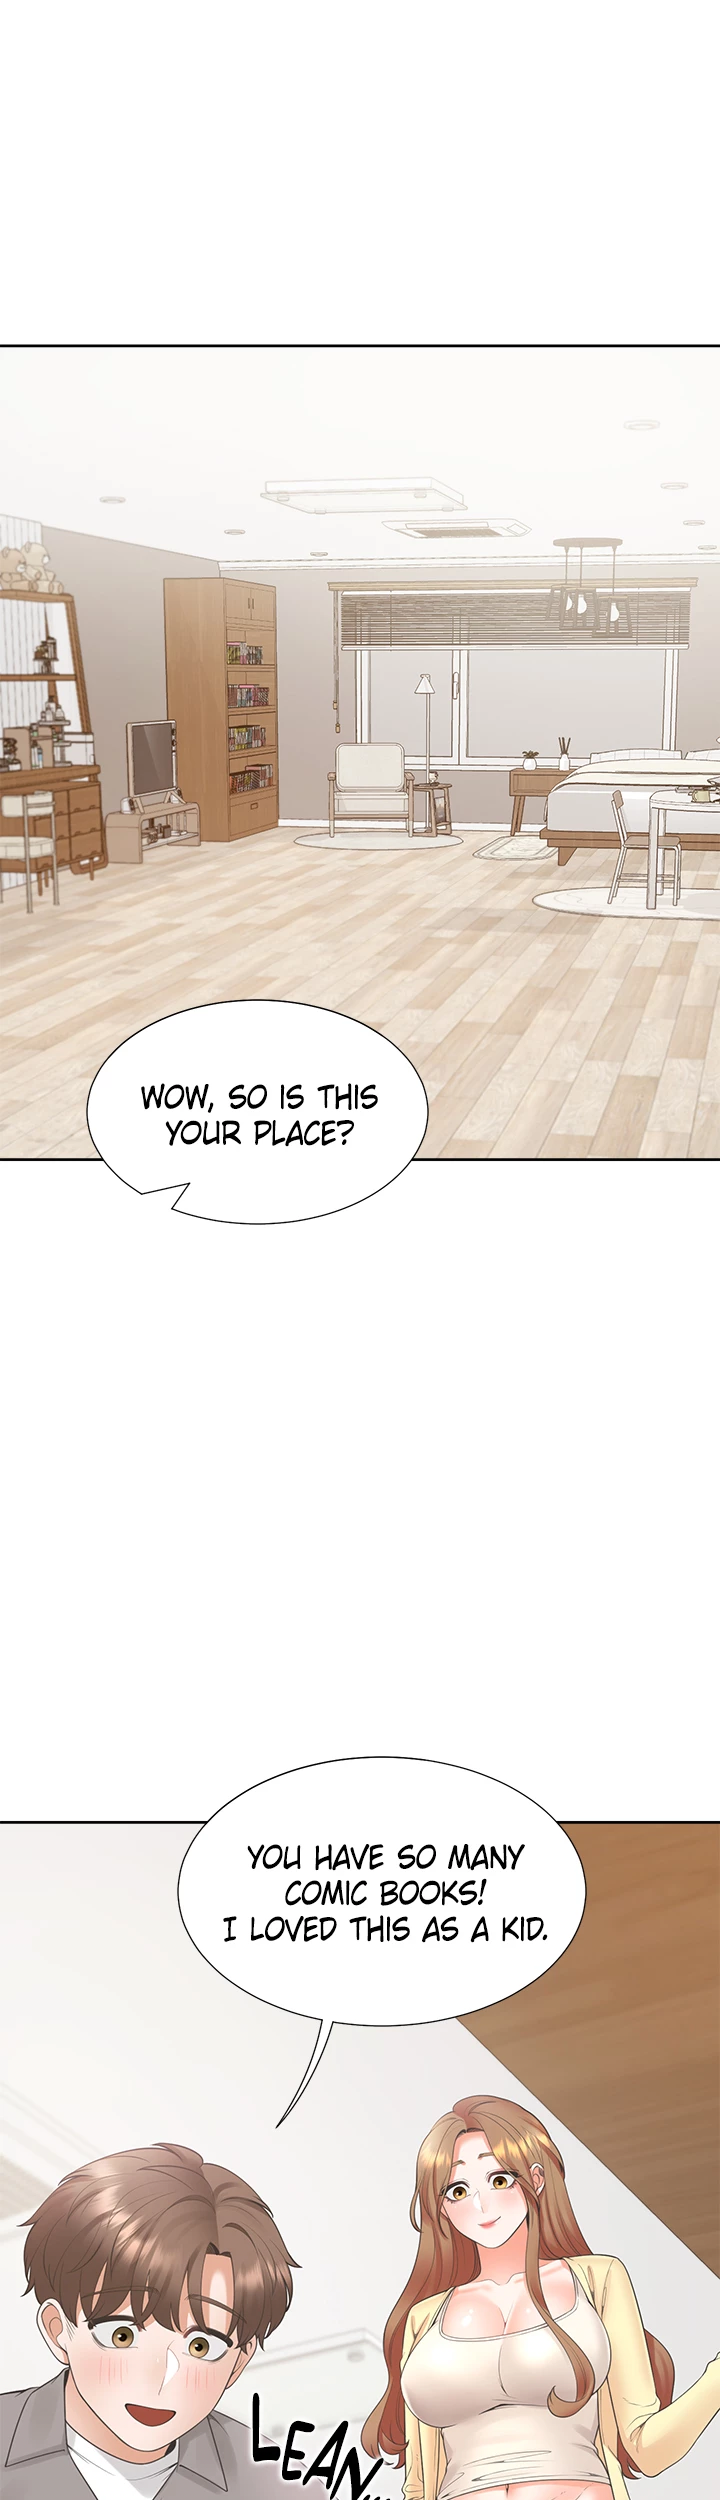 WOW, SO IS THIS
YOUR PLACE?
YOU HAVE SO MANY
COMIC BOOKS!
I LOVED THIS AS A KID.
LEAN...